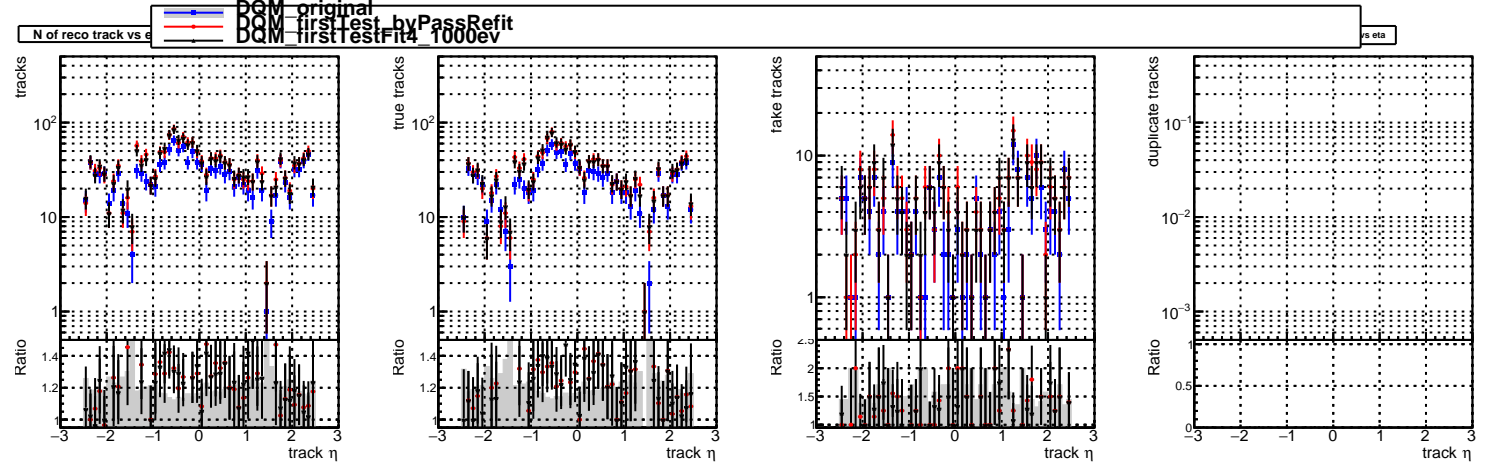 DQM_original
DQM_firstTest_byPassRefit
DQM_firstTestFit4_1000ev
N of reco track vs e
vs eta
tracks
10²
10
1
Ratio
1.4
1.2
1
−3 −2 −1 0 1 2 3
track η
true tracks
10²
10
1
Ratio
1.4
1.2
1
−3 −2 −1 0 1 2 3
track η
fake tracks
10
1
Ratio
2.5
2
1.5
1
−3 −2 −1 0 1 2 3
track η
duplicate tracks
10⁻¹
10⁻²
10⁻³
Ratio
1
0.5
0
−3 −2 −1 0 1 2 3
track η